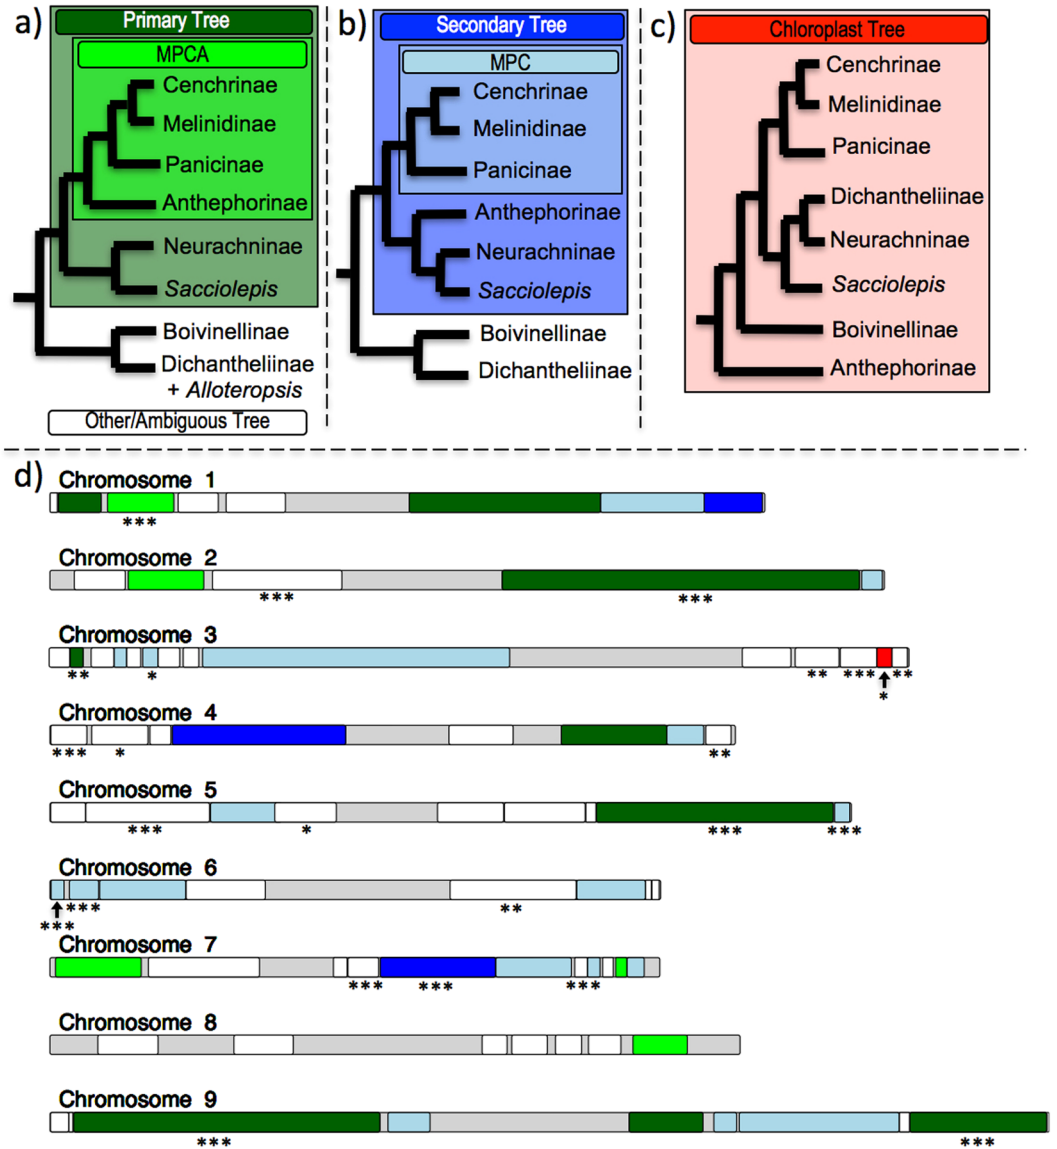 a)
Primary Tree
MPCA
Cenchrinae
Melinidinae
Panicinae
Anthephorinae
Neurachninae
Sacciolepis
Boivinellinae
Dichantheliinae
+ Alloteropsis
Other/Ambiguous Tree
b)
Secondary Tree
MPC
Cenchrinae
Melinidinae
Panicinae
Anthephorinae
Neurachninae
Sacciolepis
Boivinellinae
Dichantheliinae
c)
Chloroplast Tree
Cenchrinae
Melinidinae
Panicinae
Dichantheliinae
Neurachninae
Sacciolepis
Boivinellinae
Anthephorinae
d)
Chromosome 1
***
Chromosome 2
*** ***
Chromosome 3
** * ** *** **
*
Chromosome 4
*** * **
Chromosome 5
*** * *** ***
Chromosome 6
*** **
***
Chromosome 7
*** *** ***
Chromosome 8
Chromosome 9
*** ***